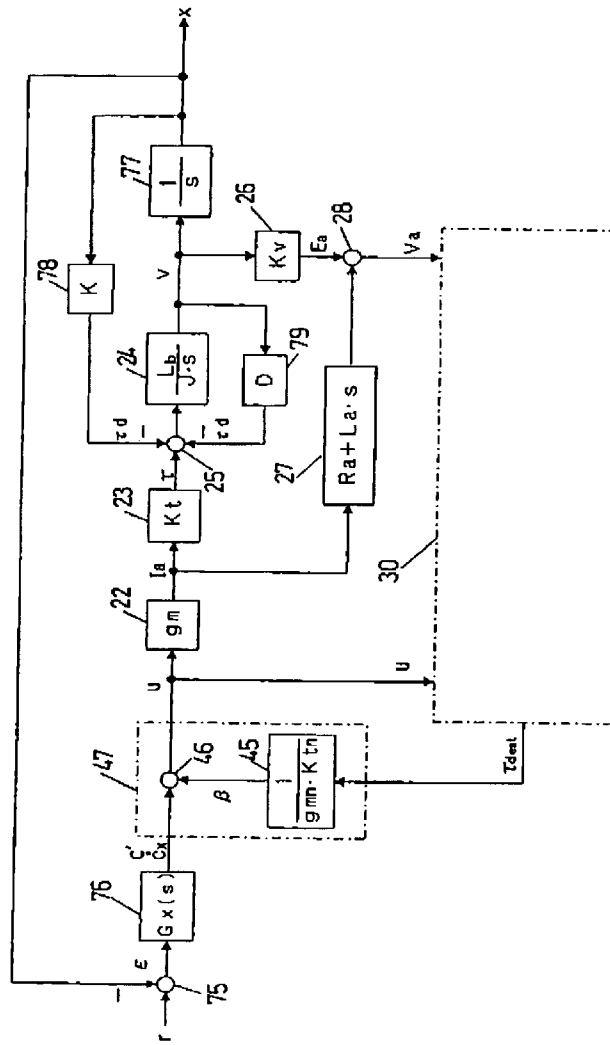 r
−
75
ε
76
G x ( s )
C'
Cx
47
46
β
45
1
gmn · Ktn
τdest
U
U
22
gm
Ia
23
Kt
τ
25
τd
−
−
τd
24
Lb
J · s
79
D
78
K
v
77
1
s
x
26
Kv
Ea
28
Va
27
Ra + La · s
30